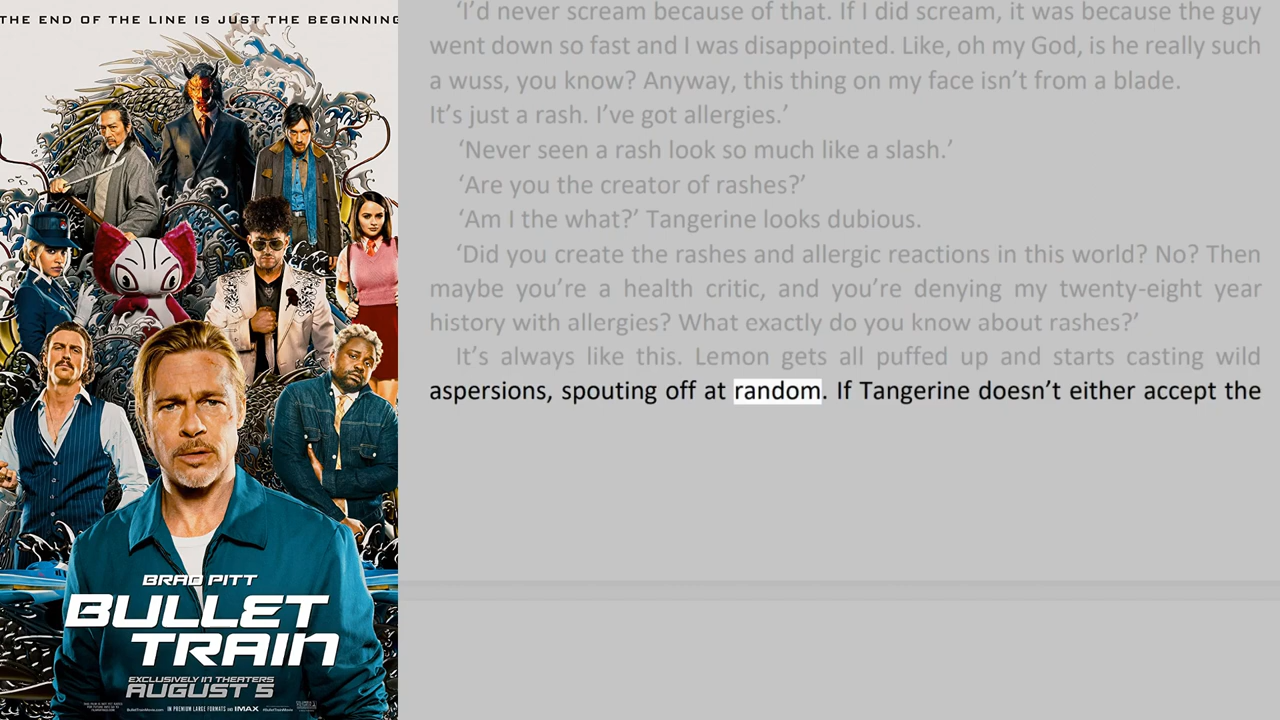 THE END OF THE LINE IS JUST THE BEGINNING
BRAD PITT
BULLET
TRAIN
EXCLUSIVELY IN THEATERS
AUGUST 5
BulletTrainMovie.com
IN PREMIUM LARGE FORMATS AND IMAX
#BulletTrainMovie
‘I’d never scream because of that. If I did scream, it was because the guy
went down so fast and I was disappointed. Like, oh my God, is he really such
a wuss, you know? Anyway, this thing on my face isn’t from a blade.
It’s just a rash. I’ve got allergies.’
‘Never seen a rash look so much like a slash.’
‘Are you the creator of rashes?’
‘Am I the what?’ Tangerine looks dubious.
‘Did you create the rashes and allergic reactions in this world? No? Then
maybe you’re a health critic, and you’re denying my twenty-eight year
history with allergies? What exactly do you know about rashes?’
It’s always like this. Lemon gets all puffed up and starts casting wild
aspersions, spouting off at random. If Tangerine doesn’t either accept the